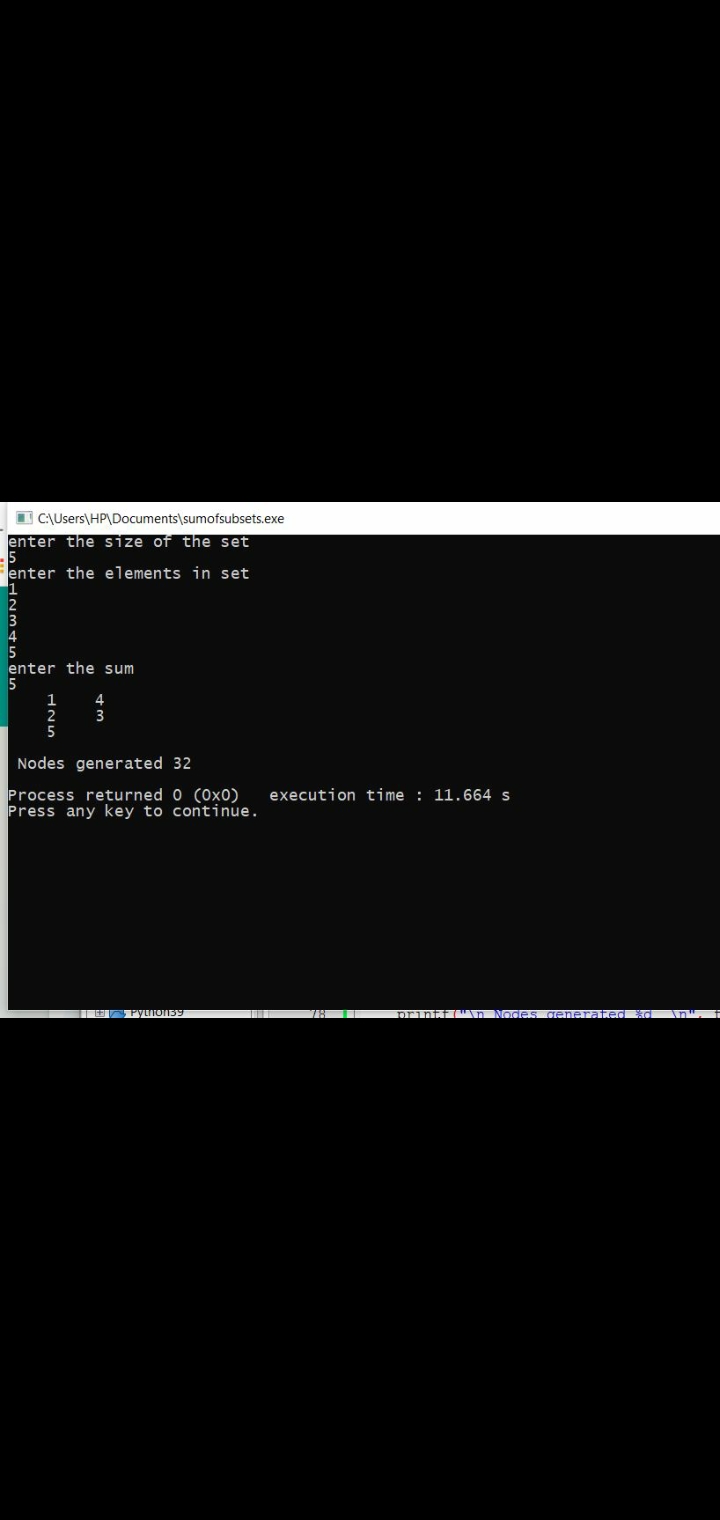 C:\Users\HP\Documents\sumofsubsets.exe
enter the size of the set
5
enter the elements in set
1
2
3
4
5
enter the sum
5
1 4
2 3
5
Nodes generated 32
Process returned 0 (0x0) execution time : 11.664 s
Press any key to continue.
Python39 78 printf("\n Nodes generated %d \n",